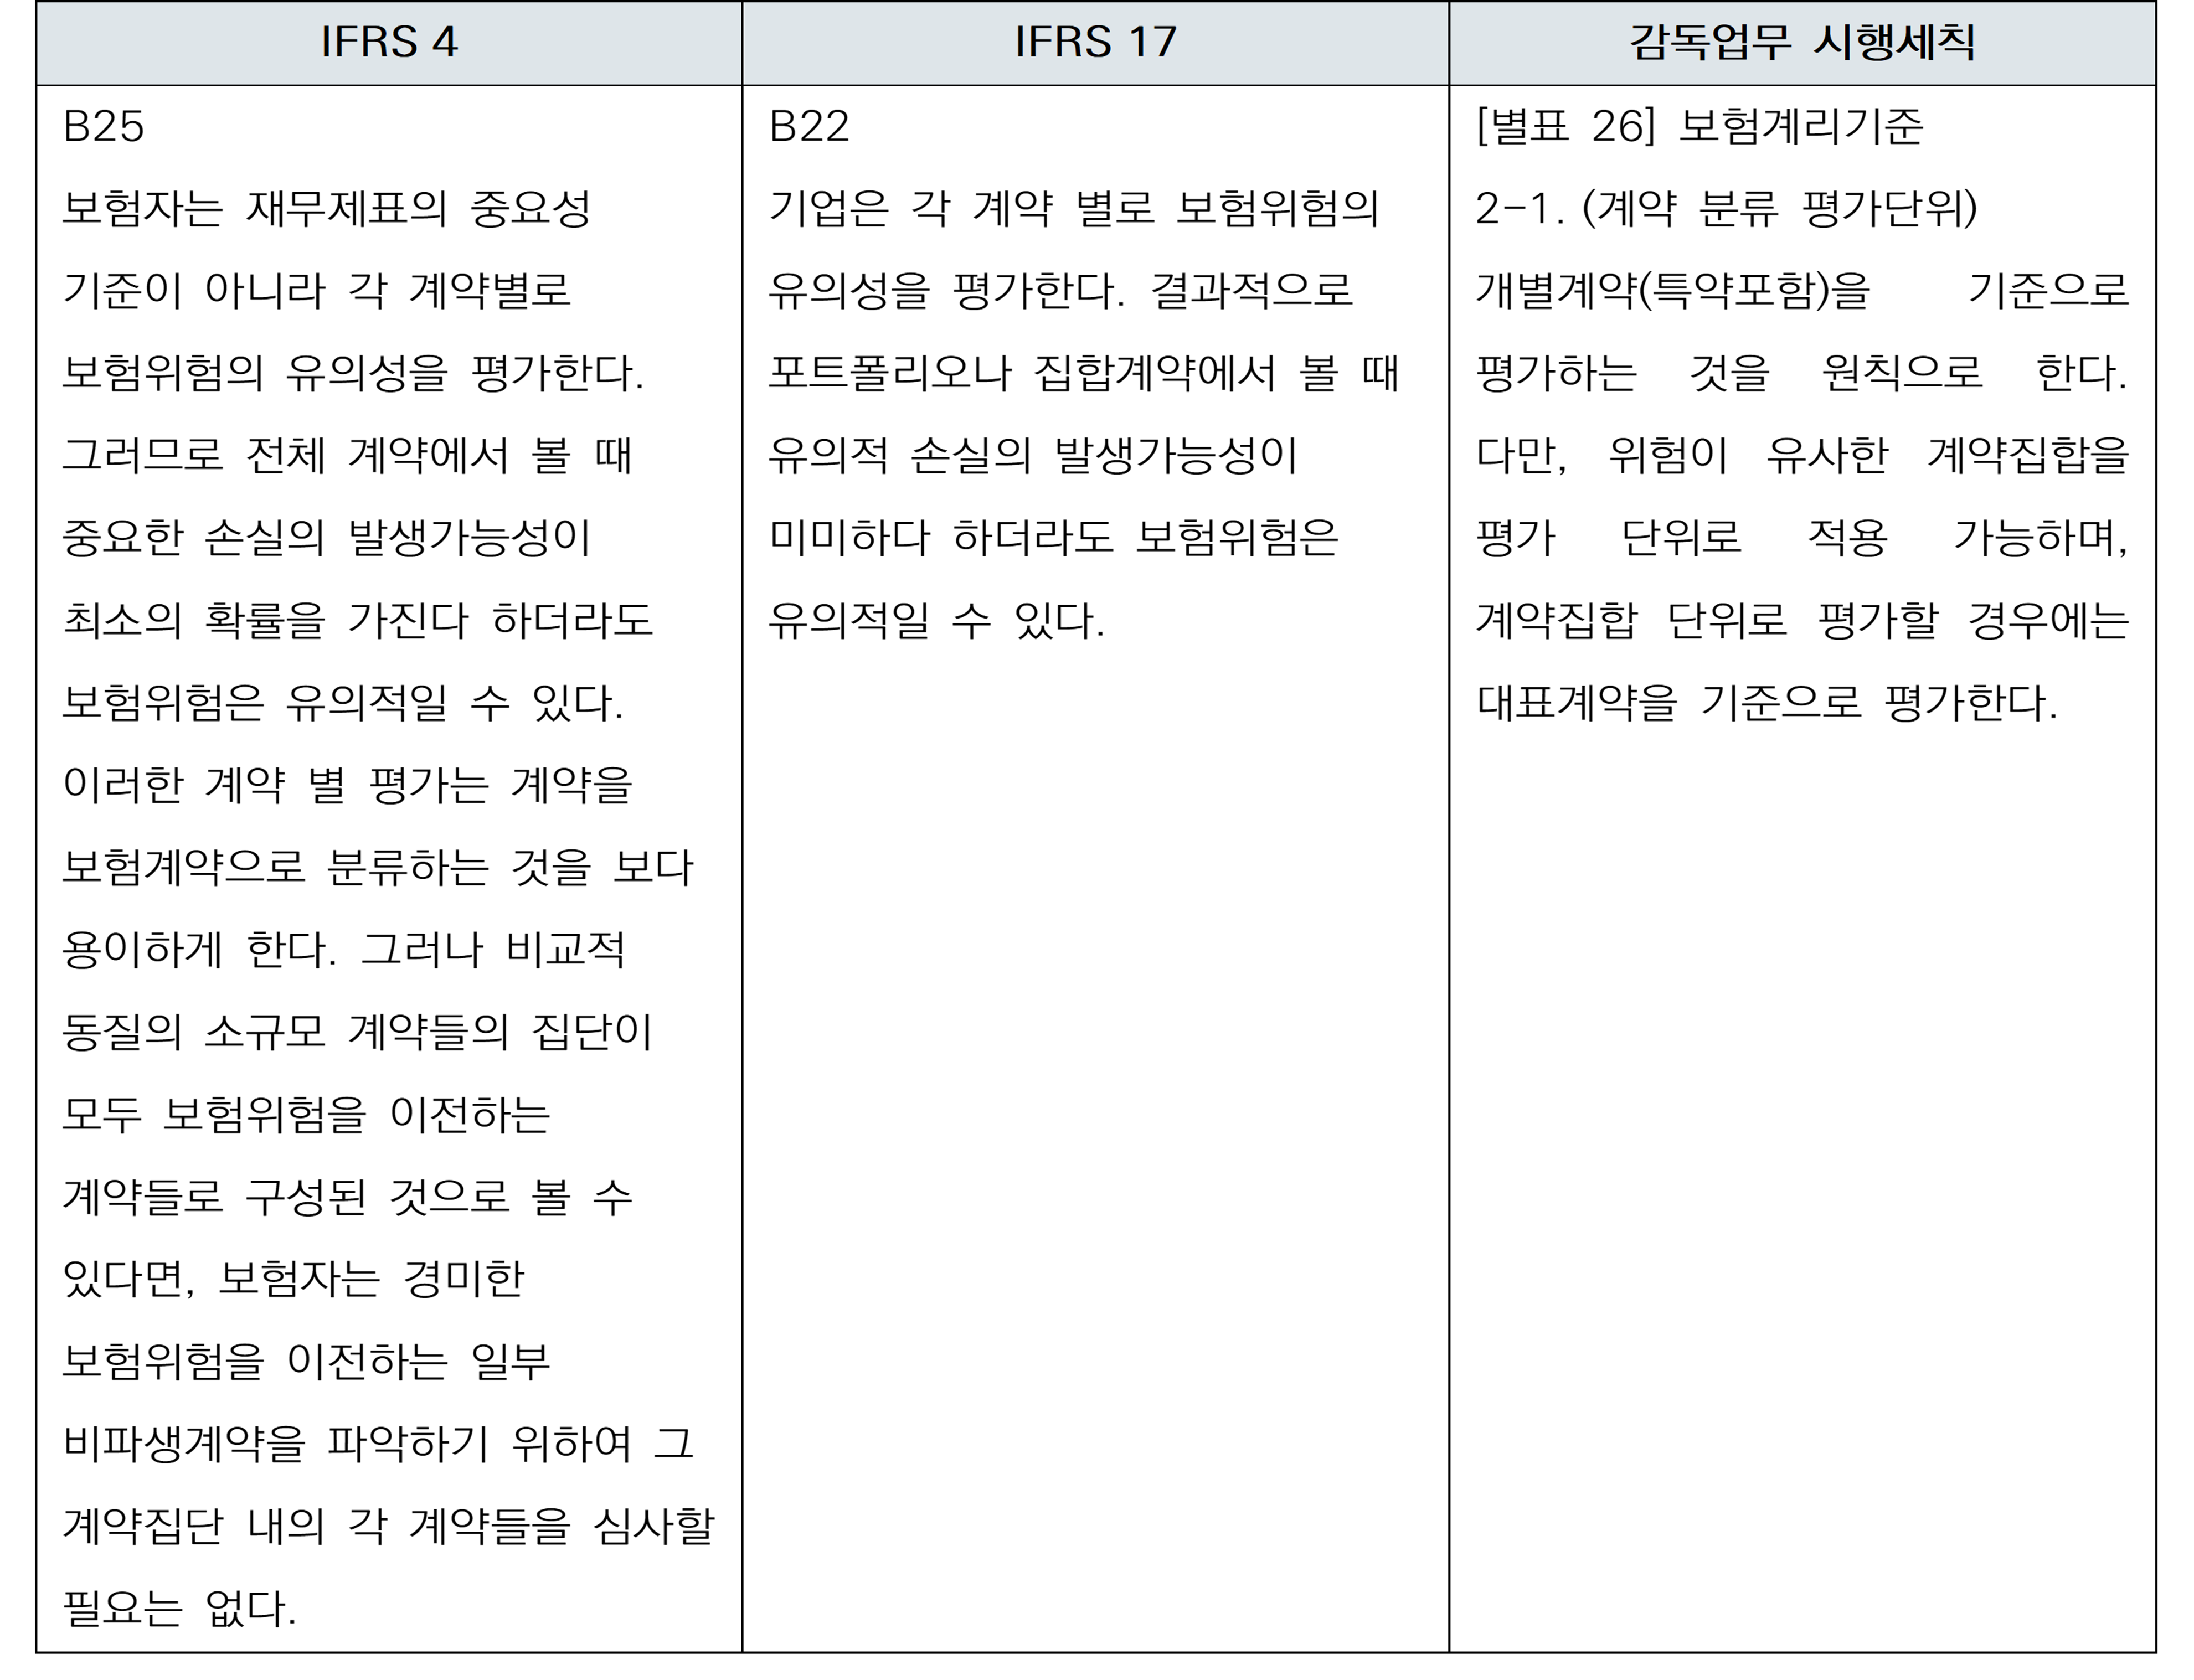 IFRS 4
IFRS 17
감독업무 시행세칙
B25
보험자는 재무제표의 중요성
기준이 아니라 각 계약별로
보험위험의 유의성을 평가한다.
그러므로 전체 계약에서 볼 때
중요한 손실의 발생가능성이
최소의 확률을 가진다 하더라도
보험위험은 유의적일 수 있다.
이러한 계약 별 평가는 계약을
보험계약으로 분류하는 것을 보다
용이하게 한다. 그러나 비교적
동질의 소규모 계약들의 집단이
모두 보험위험을 이전하는
계약들로 구성된 것으로 볼 수
있다면, 보험자는 경미한
보험위험을 이전하는 일부
비파생계약을 파악하기 위하여 그
계약집단 내의 각 계약들을 심사할
필요는 없다.
B22
기업은 각 계약 별로 보험위험의
유의성을 평가한다. 결과적으로
포트폴리오나 집합계약에서 볼 때
유의적 손실의 발생가능성이
미미하다 하더라도 보험위험은
유의적일 수 있다.
[별표 26] 보험계리기준
2-1. (계약 분류 평가단위)
개별계약(특약포함)을 기준으로
평가하는 것을 원칙으로 한다.
다만, 위험이 유사한 계약집합을
평가 단위로 적용 가능하며,
계약집합 단위로 평가할 경우에는
대표계약을 기준으로 평가한다.